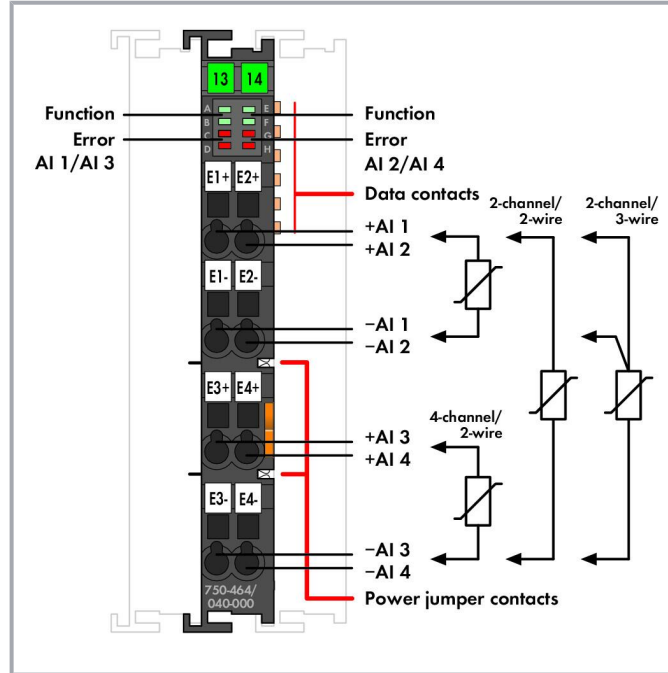 13 14
A E
B F
C G
D H
Function
Error
AI 1/AI 3
Function
Error
AI 2/AI 4
Data contacts
E1+ E2+
+AI 1
+AI 2
E1- E2-
−AI 1
−AI 2
E3+ E4+
+AI 3
+AI 4
E3- E4-
−AI 3
−AI 4
750-464/
040-000
Power jumper contacts
2-channel/
2-wire
2-channel/
3-wire
4-channel/
2-wire